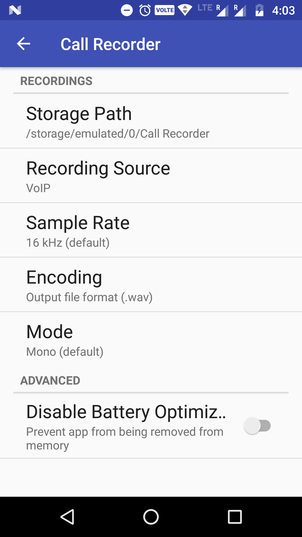 N VOLTE LTE R R 4:03
Call Recorder
RECORDINGS
Storage Path
/storage/emulated/0/Call Recorder
Recording Source
VoIP
Sample Rate
16 kHz (default)
Encoding
Output file format (.wav)
Mode
Mono (default)
ADVANCED
Disable Battery Optimiz..
Prevent app from being removed from
memory